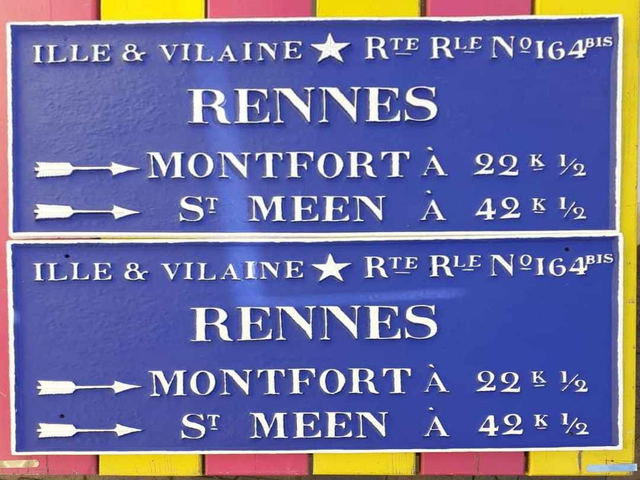 ILLE & VILAINE ★ RTE RLE NO164BIS
RENNES
MONTFORT À 22 K 1/2
ST MEEN À 42 K 1/2
ILLE & VILAINE ★ RTE RLE NO164BIS
RENNES
MONTFORT À 22 K 1/2
ST MEEN À 42 K 1/2